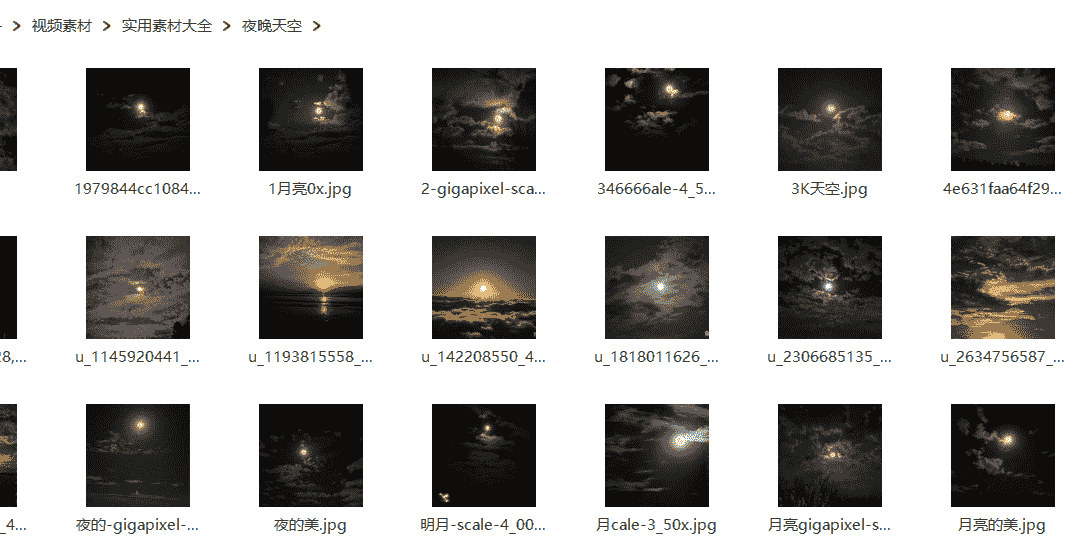 视频素材 > 实用素材大全 > 夜晚天空 >
1979844cc1084... 1月亮0x.jpg 2-gigapixel-sca... 346666ale-4_5... 3K天空.jpg 4e631faa64f29...
28,... u_1145920441_... u_1193815558_... u_142208550_4... u_1818011626_... u_2306685135_... u_2634756587_...
_4... 夜的-gigapixel-... 夜的美.jpg 明月-scale-4_00... 月cale-3_50x.jpg 月亮gigapixel-s... 月亮的美.jpg